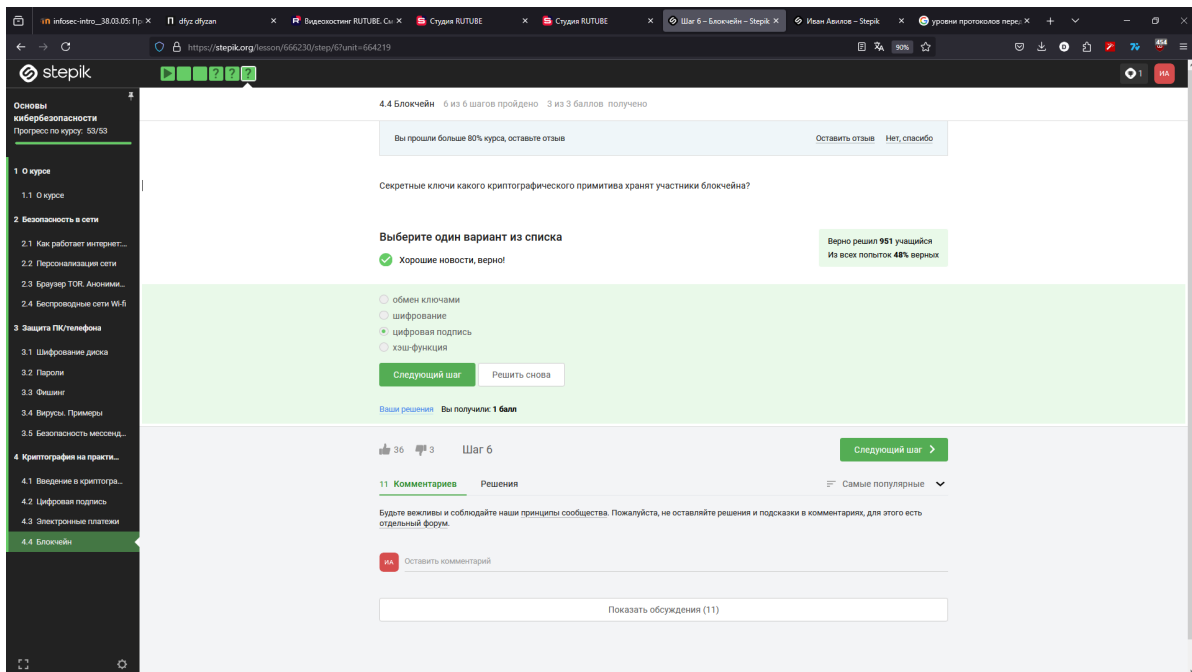 infosec-intro__38.03.05: Пр
dfyz dfyzan
Видеохостинг RUTUBE. См
Студия RUTUBE
Студия RUTUBE
Шаг 6 – Блокчейн – Stepik
Иван Авилов – Stepik
уровни протоколов перед
https://stepik.org/lesson/666230/step/6?unit=664219
90%
454
stepik
1
ИА
Основы
кибербезопасности
Прогресс по курсу: 53/53
1 О курсе
1.1 О курсе
2 Безопасность в сети
2.1 Как работает интернет:...
2.2 Персонализация сети
2.3 Браузер TOR. Анонимн...
2.4 Беспроводные сети Wi-fi
3 Защита ПК/телефона
3.1 Шифрование диска
3.2 Пароли
3.3 Фишинг
3.4 Вирусы. Примеры
3.5 Безопасность мессенд...
4 Криптография на практи...
4.1 Введение в криптогра...
4.2 Цифровая подпись
4.3 Электронные платежи
4.4 Блокчейн
4.4 Блокчейн 6 из 6 шагов пройдено 3 из 3 баллов получено
Вы прошли больше 80% курса, оставьте отзыв
Оставить отзыв Нет, спасибо
Секретные ключи какого криптографического примитива хранят участники блокчейна?
Выберите один вариант из списка
Хорошие новости, верно!
Верно решил 951 учащийся
Из всех попыток 48% верных
обмен ключами
шифрование
цифровая подпись
хэш-функция
Следующий шаг
Решить снова
Ваши решения Вы получили: 1 балл
36 3 Шаг 6
Следующий шаг
11 Комментариев Решения
Самые популярные
Будьте вежливы и соблюдайте наши принципы сообщества. Пожалуйста, не оставляйте решения и подсказки в комментариях, для этого есть
отдельный форум.
ИА
Оставить комментарий
Показать обсуждения (11)